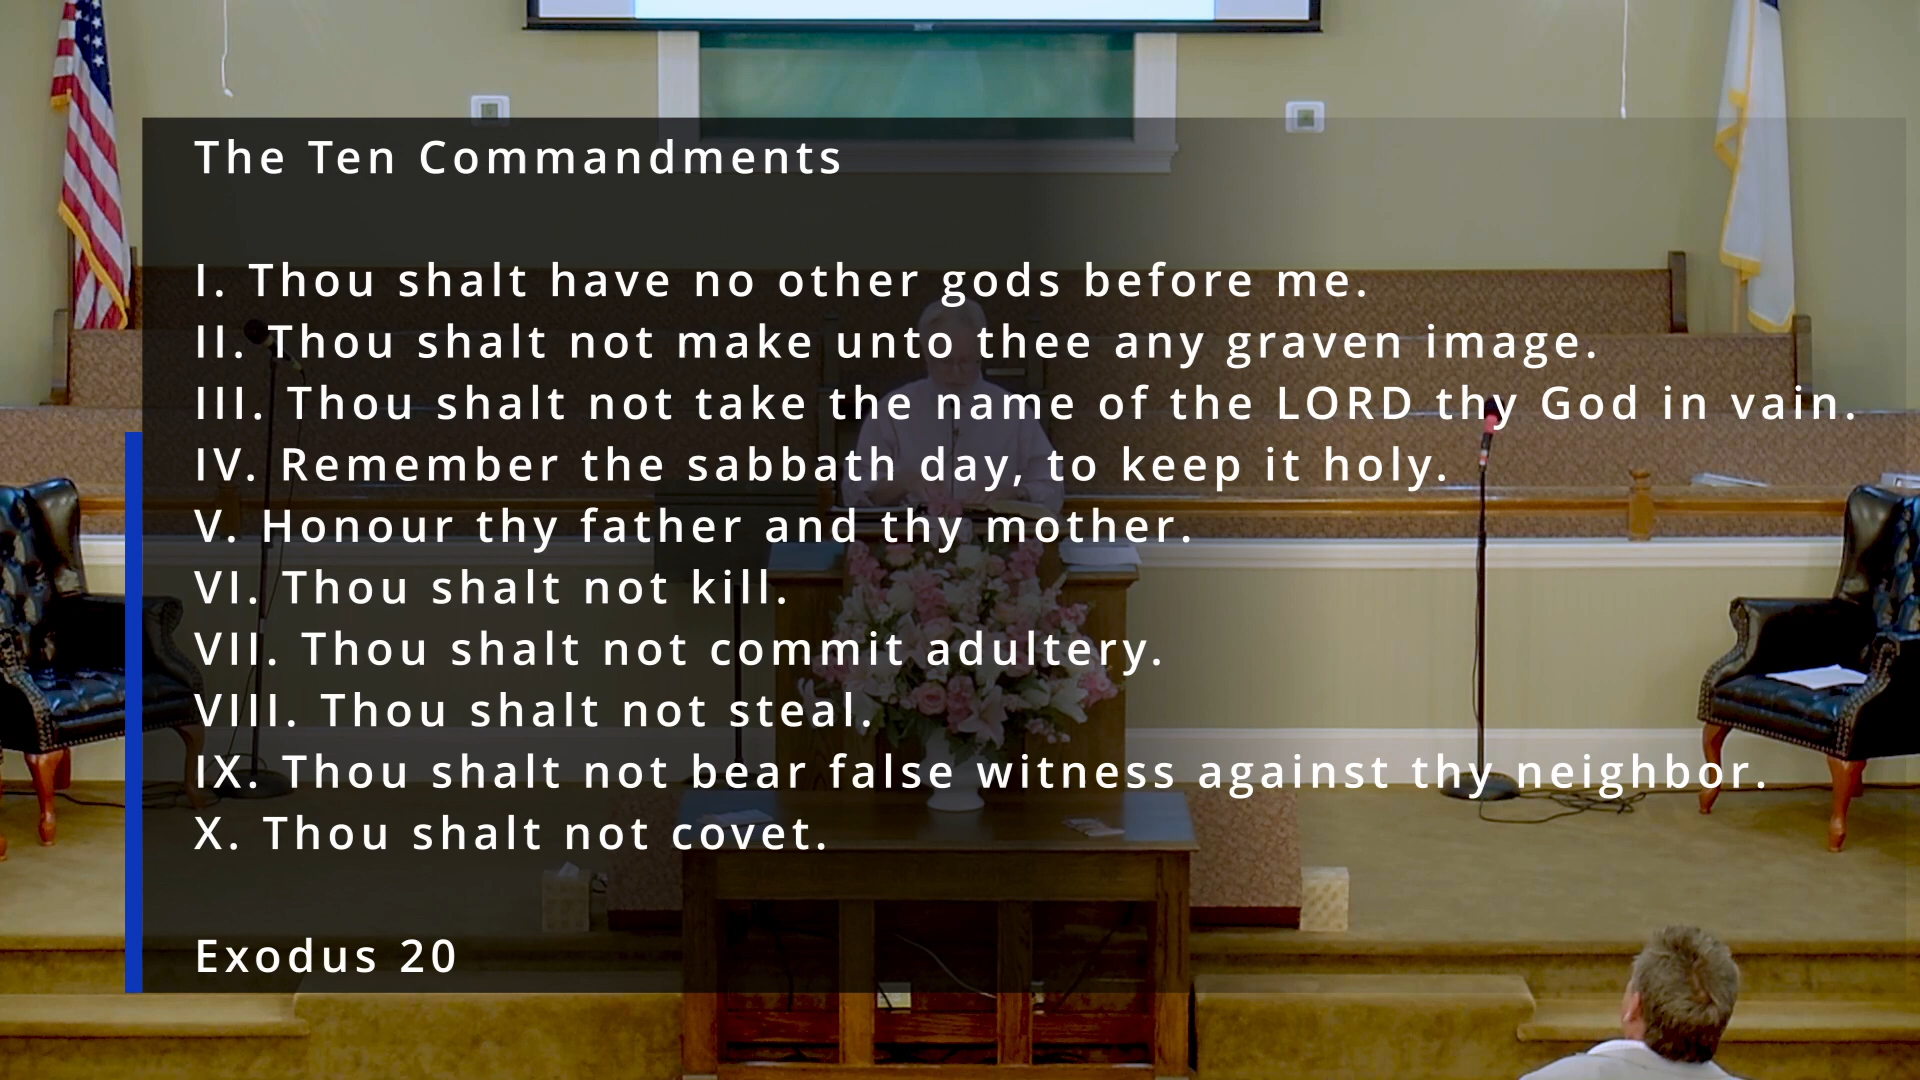 The Ten Commandments
I. Thou shalt have no other gods before me.
II. Thou shalt not make unto thee any graven image.
III. Thou shalt not take the name of the LORD thy God in vain.
IV. Remember the sabbath day, to keep it holy.
V. Honour thy father and thy mother.
VI. Thou shalt not kill.
VII. Thou shalt not commit adultery.
VIII. Thou shalt not steal.
IX. Thou shalt not bear false witness against thy neighbor.
X. Thou shalt not covet.
Exodus 20